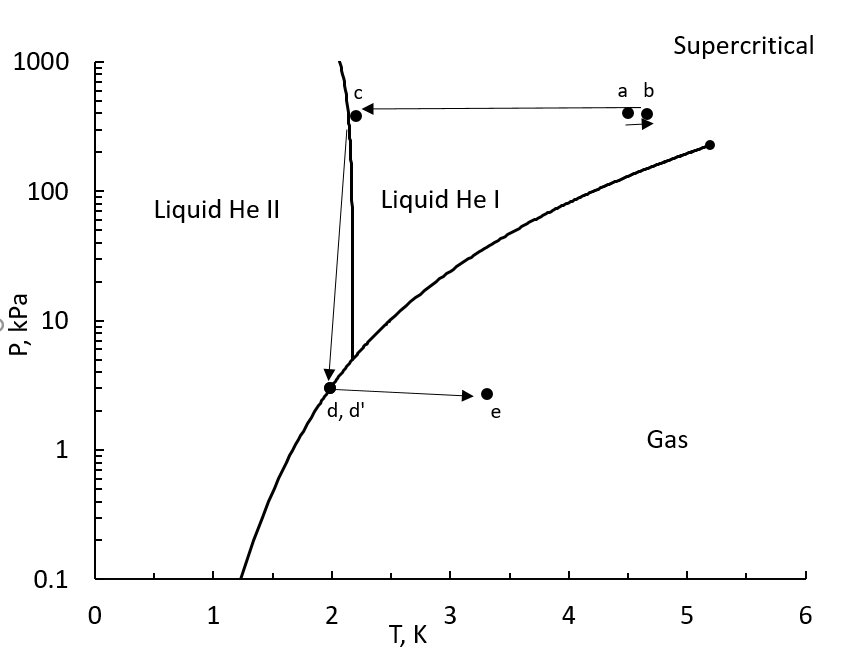 Supercritical
1000
c
a b
100
Liquid He II
Liquid He I
P, kPa
10
d, d'
e
Gas
1
0.1
0 1 2 3 4 5 6
T, K